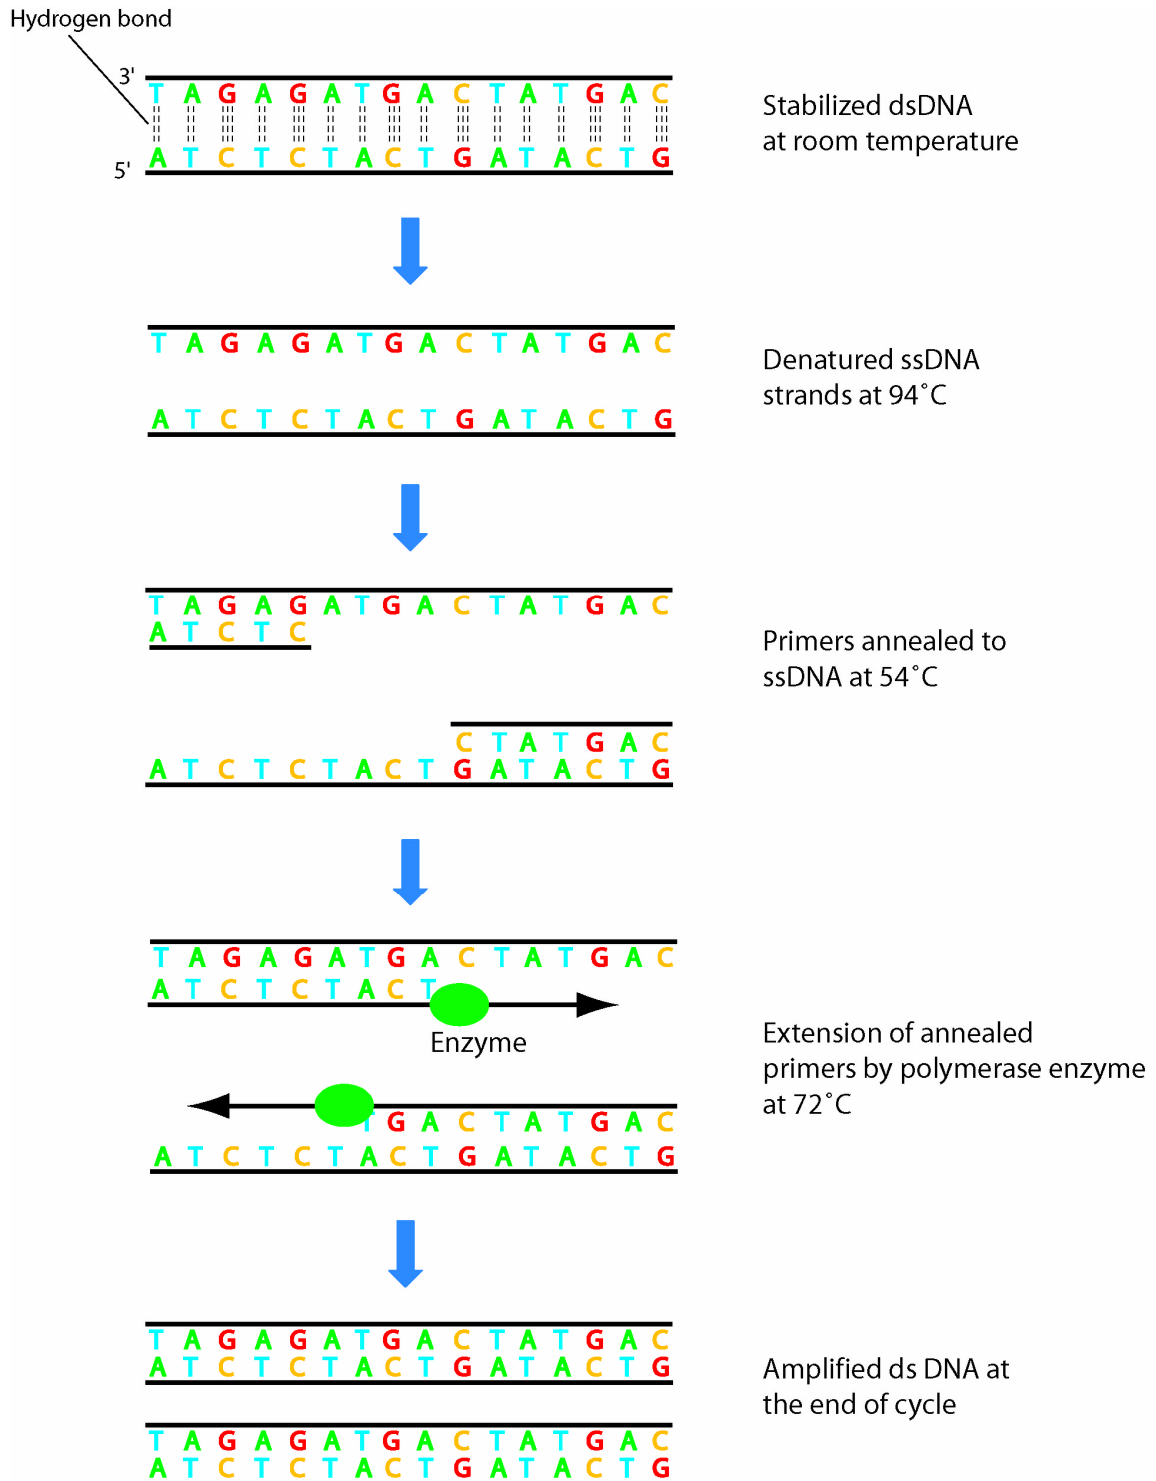 Hydrogen bond
3'
T A G A G A T G A C T A T G A C
Stabilized dsDNA
at room temperature
A T C T C T A C T G A T A C T G
5'
T A G A G A T G A C T A T G A C
Denatured ssDNA
strands at 94˚C
A T C T C T A C T G A T A C T G
T A G A G A T G A C T A T G A C
A T C T C
Primers annealed to
ssDNA at 54˚C
C T A T G A C
A T C T C T A C T G A T A C T G
T A G A G A T G A C T A T G A C
A T C T C T A C T
Enzyme
Extension of annealed
primers by polymerase enzyme
at 72˚C
T G A C T A T G A C
A T C T C T A C T G A T A C T G
T A G A G A T G A C T A T G A C
A T C T C T A C T G A T A C T G
Amplified ds DNA at
the end of cycle
T A G A G A T G A C T A T G A C
A T C T C T A C T G A T A C T G